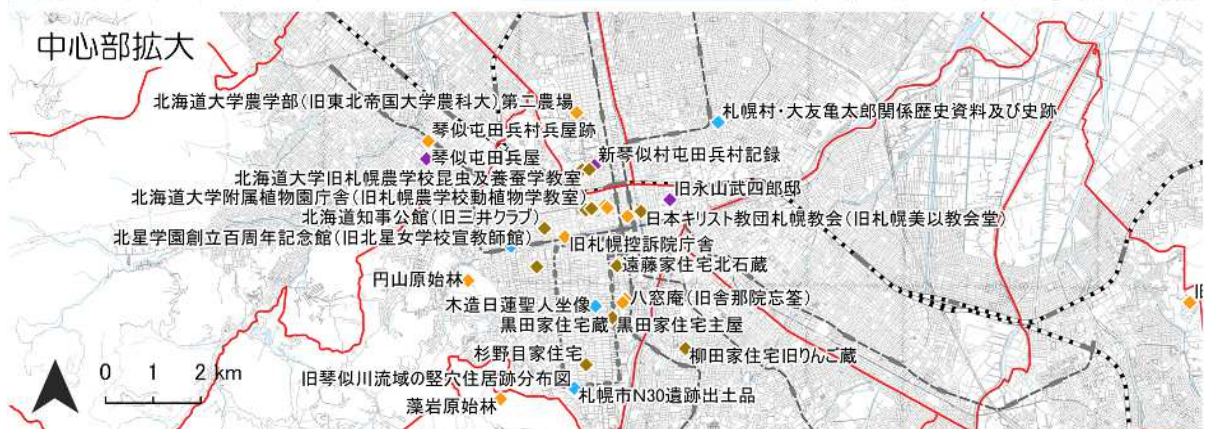 中心部拡大
北海道大学農学部(旧東北帝国大学農科大)第二農場
札幌村・大友亀太郎関係歴史資料及び史跡
琴似屯田兵村兵屋跡
琴似屯田兵屋
新琴似村屯田兵村記録
北海道大学旧札幌農学校昆虫及養蚕学教室
北海道大学附属植物園庁舎(旧札幌農学校動植物学教室)
旧永山武四郎邸
北海道知事公館(旧三井クラブ)
日本キリスト教団札幌教会(旧札幌美以教会堂)
北星学園創立百周年記念館(旧北星女学校宣教師館)
旧札幌控訴院庁舎
遠藤家住宅北石蔵
円山原始林
木造日蓮聖人坐像
八窓庵(旧舎那院忘筌)
黒田家住宅蔵
黒田家住宅主屋
杉野目家住宅
柳田家住宅旧りんご蔵
旧琴似川流域の竪穴住居跡分布図
札幌市N30遺跡出土品
藻岩原始林
0 1 2 km
旧